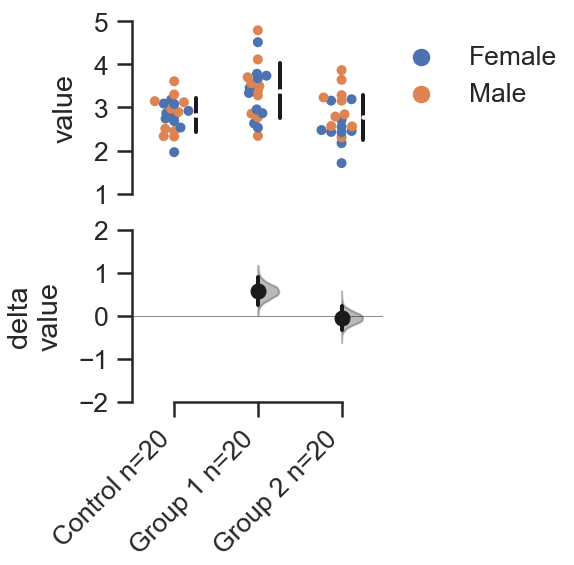 5
4
3
2
1
value
Female
Male
2
1
0
−1
−2
delta
value
Control n=20
Group 1 n=20
Group 2 n=20